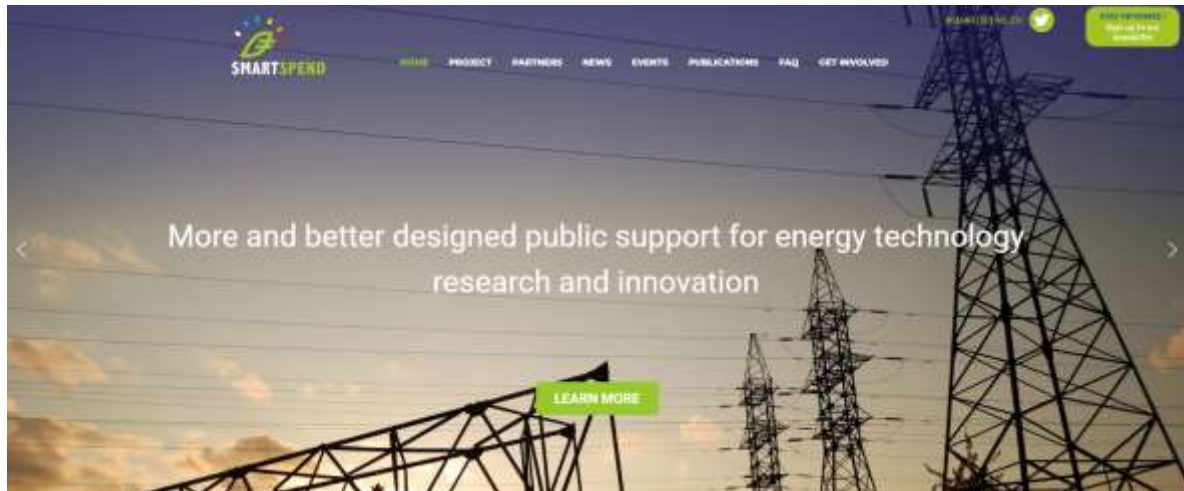 SMARTSPEND
HOME PROJECT PARTNERS NEWS EVENTS PUBLICATIONS FAQ GET INVOLVED
More and better designed public support for energy technology
research and innovation
LEARN MORE